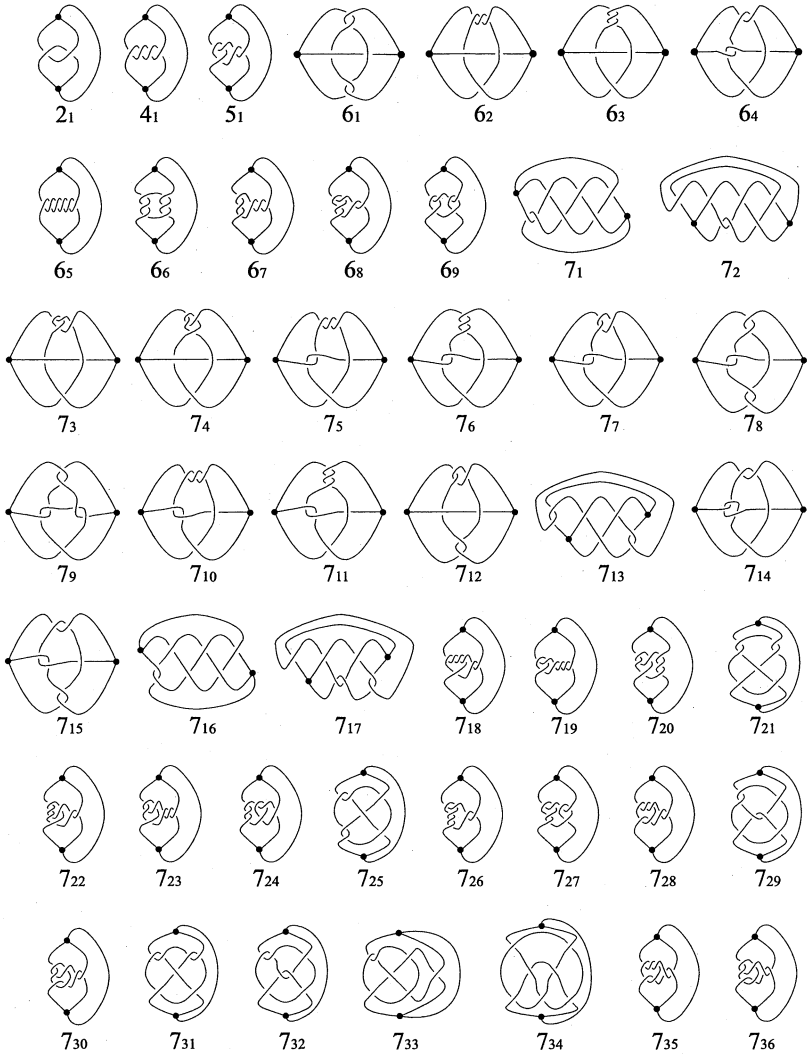 2₁ 4₁ 5₁ 6₁ 6₂ 6₃ 6₄
6₅ 6₆ 6₇ 6₈ 6₉ 7₁ 7₂
7₃ 7₄ 7₅ 7₆ 7₇ 7₈
7₉ 7₁₀ 7₁₁ 7₁₂ 7₁₃ 7₁₄
7₁₅ 7₁₆ 7₁₇ 7₁₈ 7₁₉ 7₂₀ 7₂₁
7₂₂ 7₂₃ 7₂₄ 7₂₅ 7₂₆ 7₂₇ 7₂₈ 7₂₉
7₃₀ 7₃₁ 7₃₂ 7₃₃ 7₃₄ 7₃₅ 7₃₆